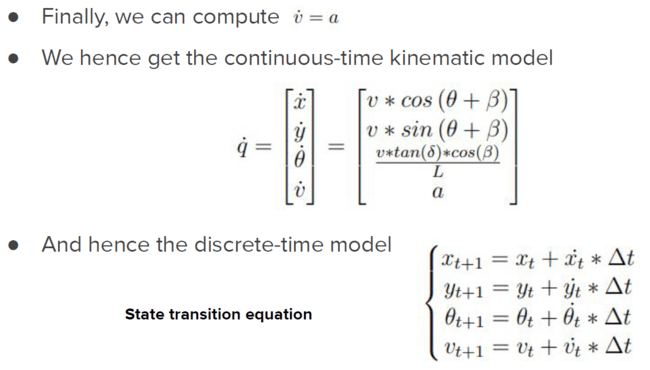 ● Finally, we can compute v̇ = a
● We hence get the continuous-time kinematic model
q̇ = [ẋ ẏ θ̇ v̇] = [v * cos (θ + β) v * sin (θ + β) v*tan(δ)*cos(β) / L a]
● And hence the discrete-time model
x_{t+1} = x_t + ẋ_t * Δt
y_{t+1} = y_t + ẏ_t * Δt
State transition equation
θ_{t+1} = θ_t + θ̇_t * Δt
v_{t+1} = v_t + v̇_t * Δt